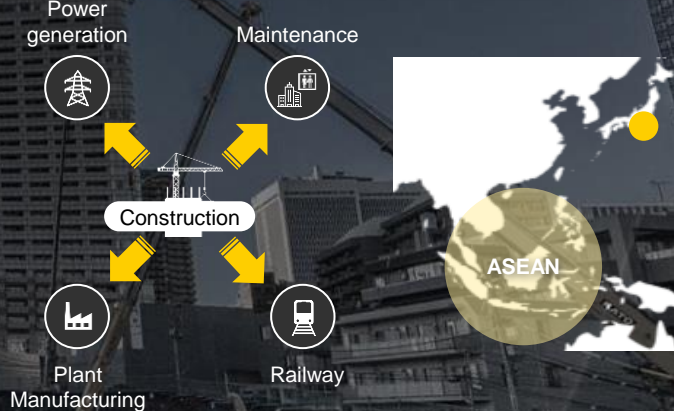 Power
generation
Maintenance
Construction
ASEAN
Plant
Manufacturing
Railway